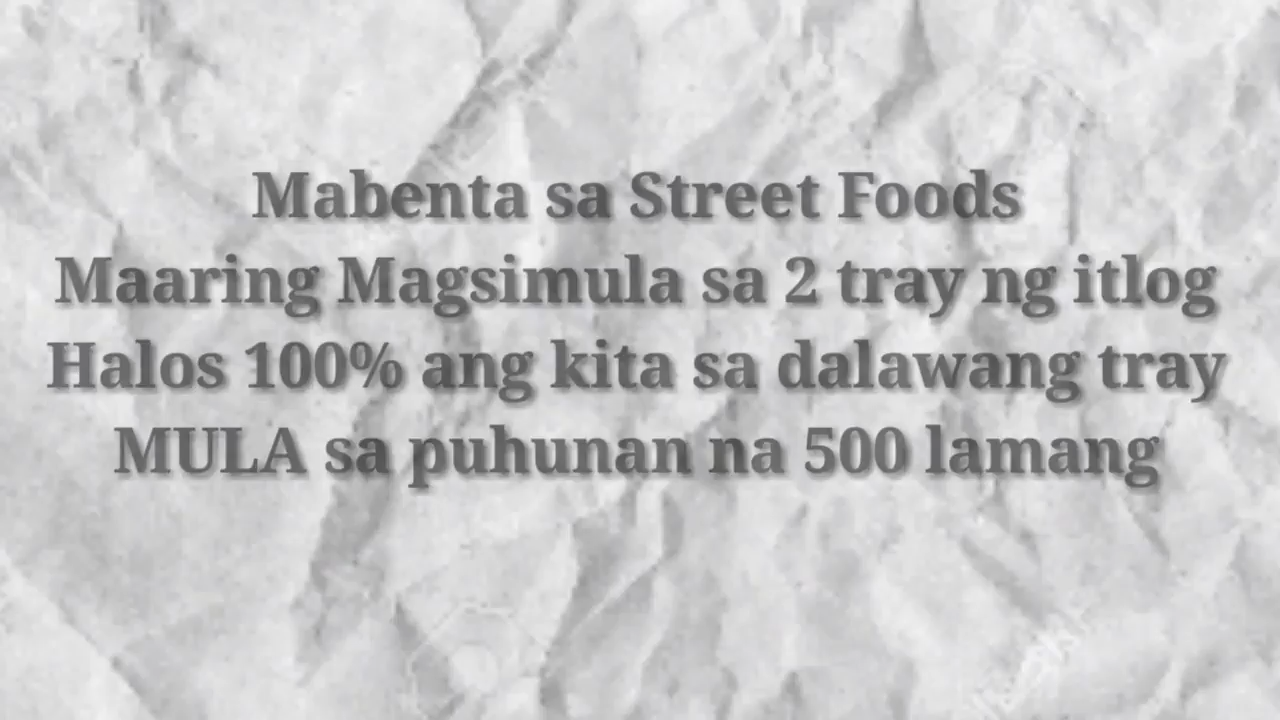 Mabenta sa Street Foods
Maaring Magsimula sa 2 tray ng itlog
Halos 100% ang kita sa dalawang tray
MULA sa puhunan na 500 lamang